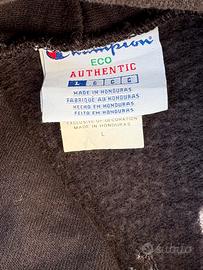 Champion
ECO
AUTHENTIC
L G G G
MADE IN HONDURAS
FABRIQUÉ AU HONDURAS
HECHO EN HONDURAS
FEITO EM HONDURAS
EXCLUSIVE OF DECORATION
MADE IN HONDURAS
L
subito